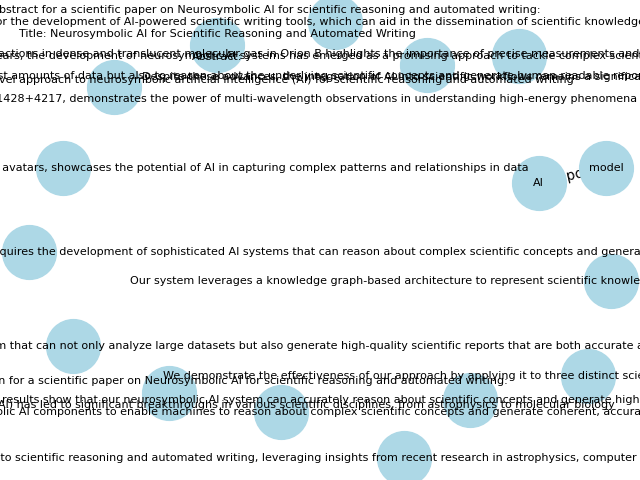 bstract for a scientific paper on Neurosymbolic AI for scientific reasoning and automated writing:
or the development of AI-powered scientific writing tools, which can aid in the dissemination of scientific knowledge
Title: Neurosymbolic AI for Scientific Reasoning and Automated Writing
actions in dense and translucent molecular gas in Orion B highlights the importance of precise measurements and
ears, the development of neurosymbolic AI systems has emerged as a promising approach to tackle complex scienti
Abstract
st amounts of data but also to reason about the underlying scientific concepts and generate human-readable repor
vel approach to neurosymbolic artificial intelligence (AI) for scientific reasoning and automated writing
1428+4217, demonstrates the power of multi-wavelength observations in understanding high-energy phenomena
avatars, showcases the potential of AI in capturing complex patterns and relationships in data
model
AI
quires the development of sophisticated AI systems that can reason about complex scientific concepts and genera
Our system leverages a knowledge graph-based architecture to represent scientific knowle
m that can not only analyze large datasets but also generate high-quality scientific reports that are both accurate a
We demonstrate the effectiveness of our approach by applying it to three distinct scie
n for a scientific paper on Neurosymbolic AI for scientific reasoning and automated writing:
results show that our neurosymbolic AI system can accurately reason about scientific concepts and generate high
AI) has led to significant breakthroughs in various scientific disciplines, from astrophysics to molecular biology
olic AI components to enable machines to reason about complex scientific concepts and generate coherent, accura
to scientific reasoning and automated writing, leveraging insights from recent research in astrophysics, computer